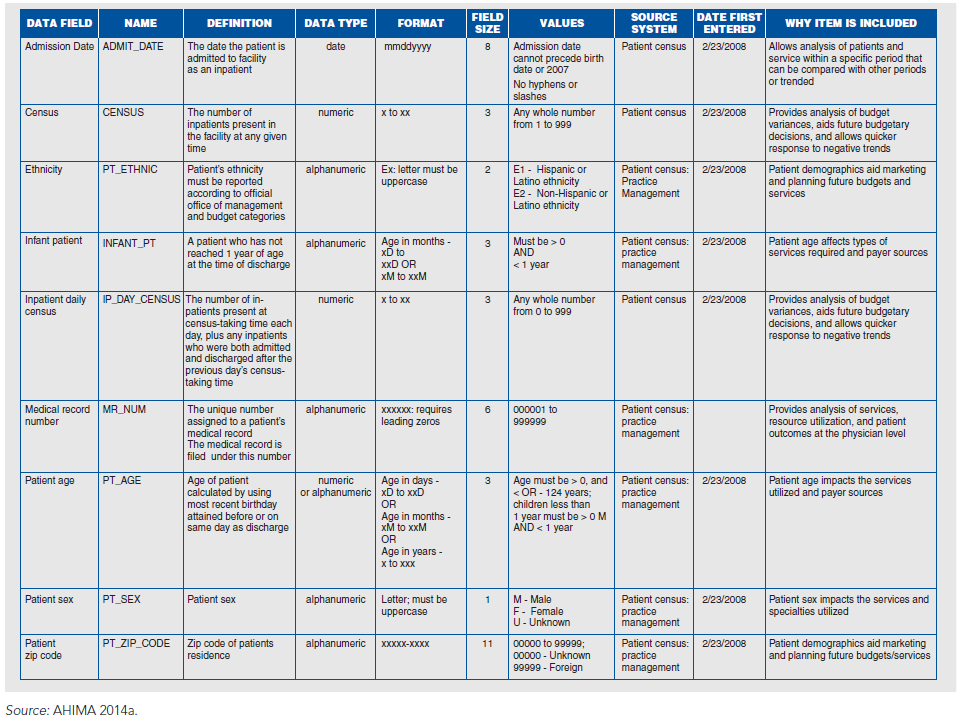 DATA FIELD NAME DEFINITION DATA TYPE FORMAT FIELD SIZE VALUES SOURCE SYSTEM DATE FIRST ENTERED WHY ITEM IS INCLUDED
Admission Date
ADMIT_DATE
The date the patient is
admitted to facility
as an inpatient
date
mmddyyyy
8
Admission date
cannot precede birth
date or 2007
No hyphens or
slashes
Patient census
2/23/2008
Allows analysis of patients and
service within a specific period that
can be compared with other periods
or trended
Census
CENSUS
The number of
inpatients present in
the facility at any given
time
numeric
x to xx
3
Any whole number
from 1 to 999
Patient census
2/23/2008
Provides analysis of budget
variances, aids future budgetary
decisions, and allows quicker
response to negative trends
Ethnicity
PT_ETHNIC
Patient's ethnicity
must be reported
according to official
office of management
and budget categories
alphanumeric
Ex: letter must be
uppercase
2
E1 - Hispanic or
Latino ethnicity
E2 - Non-Hispanic or
Latino ethnicity
Patient census:
Practice
Management
2/23/2008
Patient demographics aid marketing
and planning future budgets and
services
Infant patient
INFANT_PT
A patient who has not
reached 1 year of age
at the time of discharge
alphanumeric
Age in months -
xD to
xxD OR
xM to xxM
3
Must be > 0
AND
< 1 year
Patient census:
practice
management
2/23/2008
Patient age affects types of
services required and payer sources
Inpatient daily
census
IP_DAY_CENSUS
The number of in-
patients present at
census-taking time each
day, plus any inpatients
who were both admitted
and discharged after the
previous day's census-
taking time
numeric
x to xx
3
Any whole number
from 0 to 999
Patient census
2/23/2008
Provides analysis of budget
variances, aids future budgetary
decisions, and allows quicker
response to negative trends
Medical record
number
MR_NUM
The unique number
assigned to a patient's
medical record
The medical record is
filed under this number
alphanumeric
xxxxxx: requires
leading zeros
6
000001 to
999999
Patient census:
practice
management
Provides analysis of services,
resource utilization, and patient
outcomes at the physician level
Patient age
PT_AGE
Age of patient
calculated by using
most recent birthday
attained before or on
same day as discharge
numeric
or alphanumeric
Age in days -
xD to xxD
OR
Age in months -
xM to xxM
OR
Age in years -
x to xxx
3
Age must be > 0, and
< OR - 124 years;
children less than
1 year must be > 0 M
AND < 1 year
Patient census:
practice
management
2/23/2008
Patient age impacts the services
utilized and payer sources
Patient sex
PT_SEX
Patient sex
alphanumeric
Letter; must be
uppercase
1
M - Male
F - Female
U - Unknown
Patient census:
practice
management
2/23/2008
Patient sex impacts the services and
specialties utilized
Patient
zip code
PT_ZIP_CODE
Zip code of patients
residence
alphanumeric
xxxxx-xxxx
11
00000 to 99999;
00000 - Unknown
99999 - Foreign
Patient census:
practice
management
2/23/2008
Patient demographics aid marketing
and planning future budgets/services
Source: AHIMA 2014a.